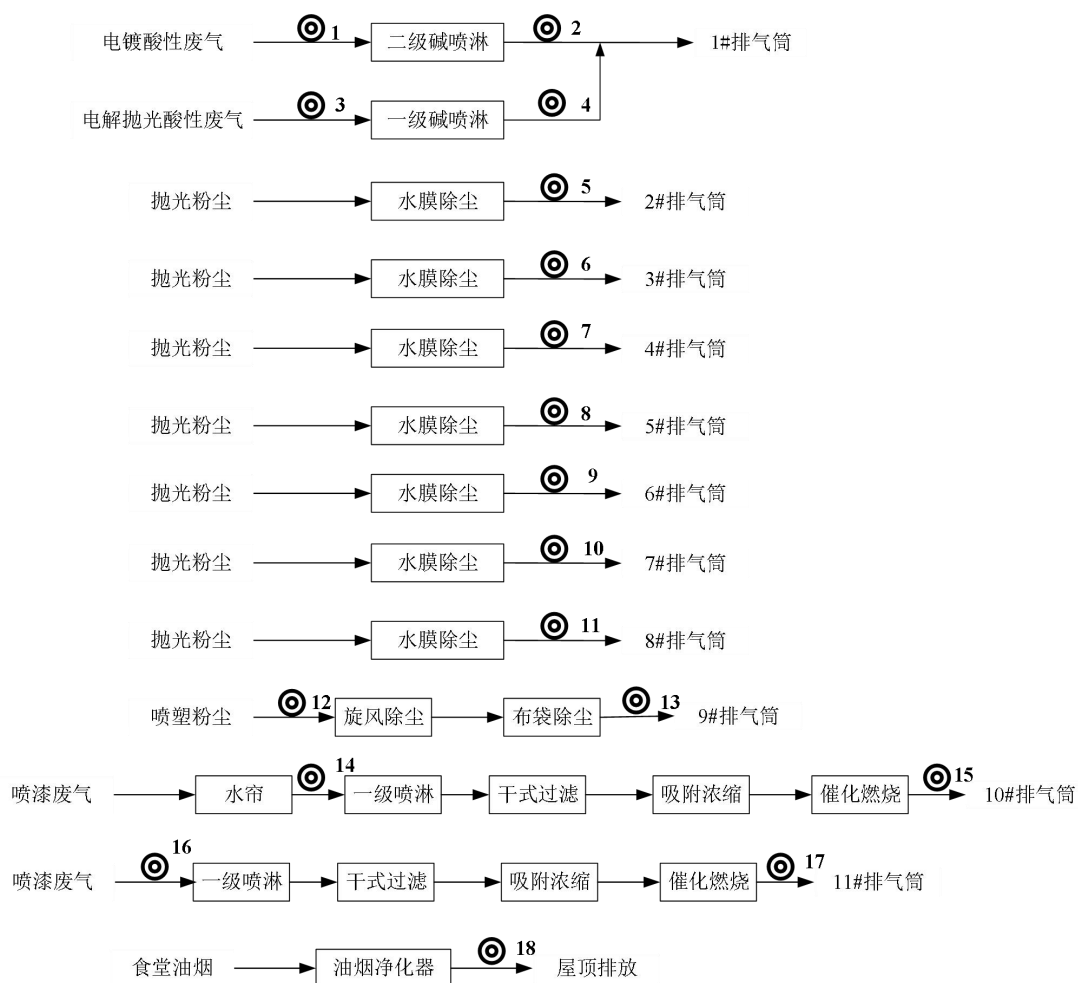 电镀酸性废气 1 二级碱喷淋 2 1#排气筒
电解抛光酸性废气 3 一级碱喷淋 4
抛光粉尘 水膜除尘 5 2#排气筒
抛光粉尘 水膜除尘 6 3#排气筒
抛光粉尘 水膜除尘 7 4#排气筒
抛光粉尘 水膜除尘 8 5#排气筒
抛光粉尘 水膜除尘 9 6#排气筒
抛光粉尘 水膜除尘 10 7#排气筒
抛光粉尘 水膜除尘 11 8#排气筒
喷塑粉尘 12 旋风除尘 布袋除尘 13 9#排气筒
喷漆废气 水帘 14 一级喷淋 干式过滤 吸附浓缩 催化燃烧 15 10#排气筒
喷漆废气 16 一级喷淋 干式过滤 吸附浓缩 催化燃烧 17 11#排气筒
食堂油烟 油烟净化器 18 屋顶排放